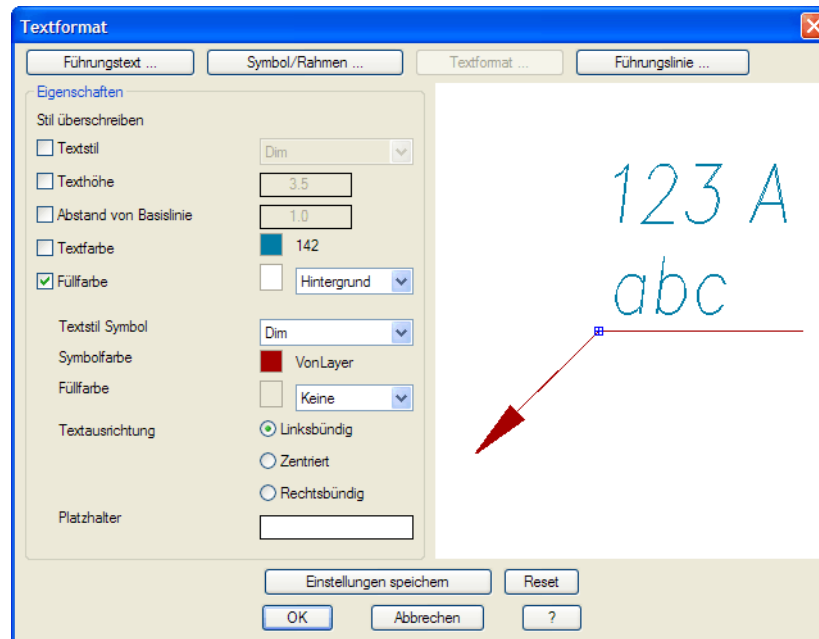 Textformat
Führungstext ... Symbol/Rahmen ... Textformat ... Führungslinie ...
Eigenschaften
Stil überschreiben
Textstil Dim
Texthöhe 3.5
Abstand von Basislinie 1.0
Textfarbe 142
Füllfarbe Hintergrund
Textstil Symbol Dim
Symbolfarbe VonLayer
Füllfarbe Keine
Textausrichtung Linksbündig
Zentriert
Rechtsbündig
Platzhalter
123 A
abc
Einstellungen speichern Reset
OK Abbrechen ?